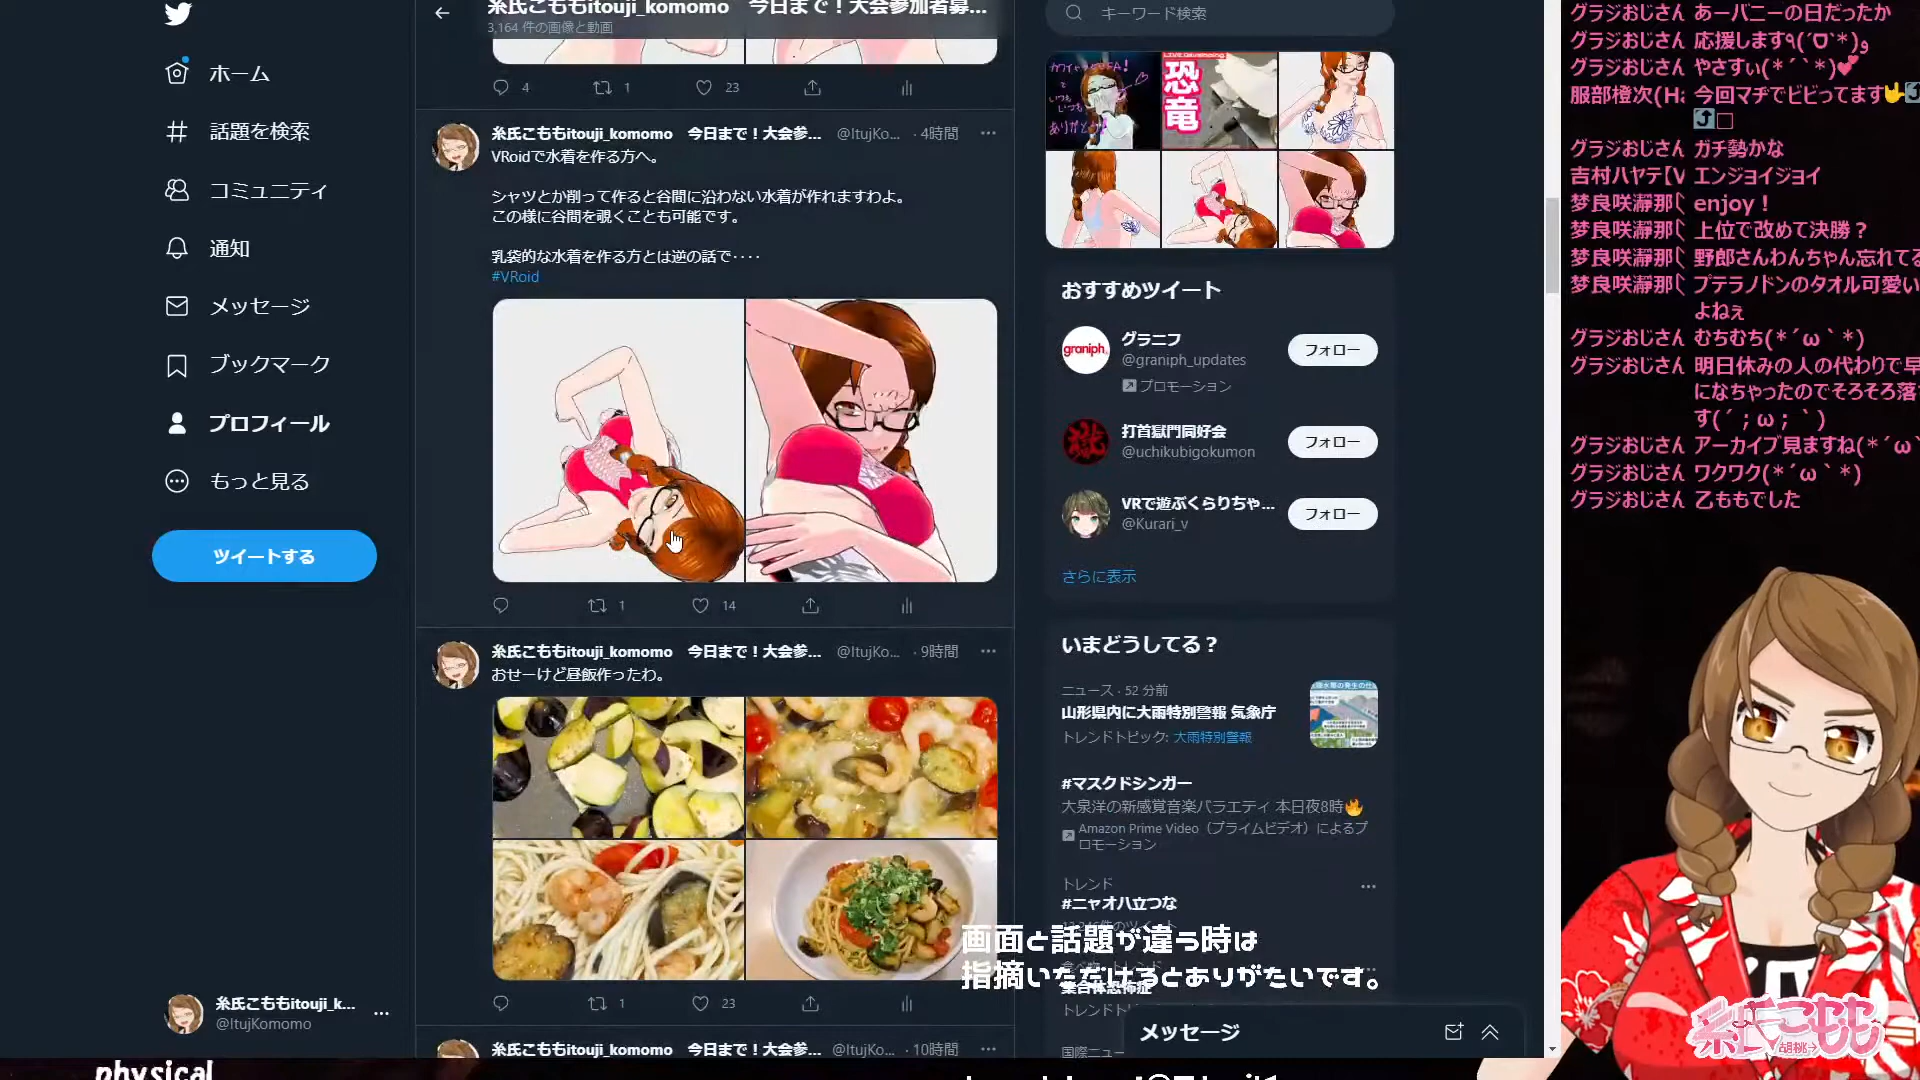 ホーム
話題を検索
コミュニティ
通知
メッセージ
ブックマーク
プロフィール
もっと見る
ツイートする
糸氏こももitouji_k...
@ItujKomomo
糸氏こももitouji_komomo　今日まで！大会参加者募...
3,164 件の画像と動画
4
1
23
糸氏こももitouji_komomo　今日まで！大会参...
@ItujKo...
· 4時間
VRoidで水着を作る方へ。
シャツとか削って作ると谷間に沿わない水着が作れますわよ。
この様に谷間を覗くことも可能です。
乳袋的な水着を作る方とは逆の話で‥‥
#VRoid
1
14
糸氏こももitouji_komomo　今日まで！大会参...
@ItujKo...
· 9時間
おせーけど昼飯作ったわ。
1
23
糸氏こももitouji_komomo　今日まで！大会参...
@ItujKo...
· 10時間
キーワード検索
恐竜
ありがとう
おすすめツイート
グラニフ
@graniph_updates
プロモーション
フォロー
graniph
打首獄門同好会
@uchikubigokumon
フォロー
VRで遊ぶくらりちゃ...
@Kurari_v
フォロー
さらに表示
いまどうしてる？
ニュース · 52 分前
山形県内に大雨特別警報 気象庁
トレンドトピック: 大雨特別警報
#マスクドシンガー
大泉洋の新感覚音楽バラエティ 本日夜8時🔥
Amazon Prime Video（プライムビデオ）によるプ
ロモーション
トレンド
#ニャオハ立つな
画面と話題が違う時は
指摘いただけるとありがたいです。
集合体恐怖症
メッセージ
国際ニュー
physical
グラジおじさん あーバニーの日だったか
グラジおじさん 応援します٩(ˊᗜˋ*)و
グラジおじさん やさすぃ(*´`*)💕
服部橙次(Ha 今回マヂでビビってます🤟
グラジおじさん ガチ勢かな
吉村ハヤテ【V エンジョイジョイ
梦良咲瀞那 enjoy！
梦良咲瀞那 上位で改めて決勝？
梦良咲瀞那 野郎さんわんちゃん忘れてる
梦良咲瀞那 プテラノドンのタオル可愛い
よねぇ
グラジおじさん むちむち(*´ω｀*)
グラジおじさん 明日休みの人の代わりで早
になちゃったのでそろそろ落
す(´；ω；｀)
グラジおじさん アーカイブ見ますね(*´ω`
グラジおじさん ワクワク(*´ω｀*)
グラジおじさん 乙ももでした
糸氏こもも
胡桃